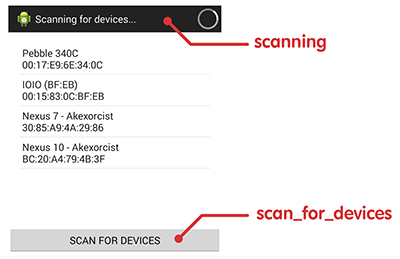 Scanning for devices...
scanning
Pebble 340C
00:17:E9:6E:34:0C
IOIO (BF:EB)
00:15:83:0C:BF:EB
Nexus 7 - Akexorcist
30:85:A9:4A:29:86
Nexus 10 - Akexorcist
BC:20:A4:79:4B:3F
scan_for_devices
SCAN FOR DEVICES